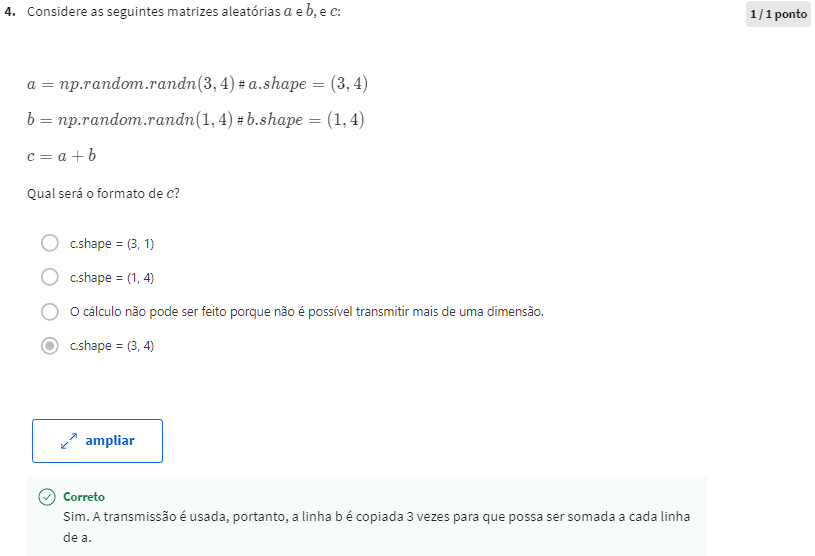 4. Considere as seguintes matrizes aleatórias a e b, e c:
1 / 1 ponto
a = np.random.randn(3, 4) # a.shape = (3, 4)
b = np.random.randn(1, 4) # b.shape = (1, 4)
c = a + b
Qual será o formato de c?
c.shape = (3, 1)
c.shape = (1, 4)
O cálculo não pode ser feito porque não é possível transmitir mais de uma dimensão.
c.shape = (3, 4)
ampliar
Correto
Sim. A transmissão é usada, portanto, a linha b é copiada 3 vezes para que possa ser somada a cada linha
de a.